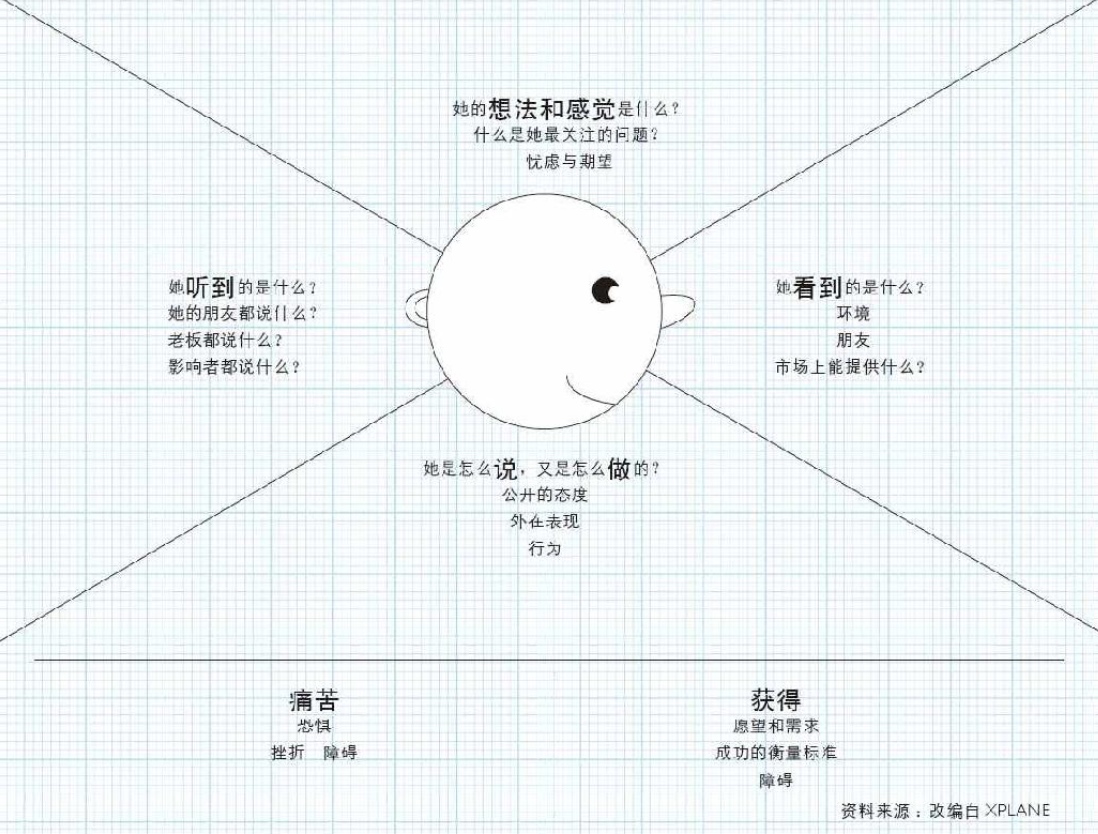 她的想法和感觉是什么?
什么是她最关注的问题?
忧虑与期望
她听到的是什么?
她的朋友都说什么?
老板都说什么?
影响者都说什么?
她看到的是什么?
环境
朋友
市场上能提供什么?
她是怎么说,又是怎么做的?
公开的态度
外在表现
行为
痛苦
恐惧
挫折 障碍
获得
愿望和需求
成功的衡量标准
障碍
资料来源:改编自 XPLANE